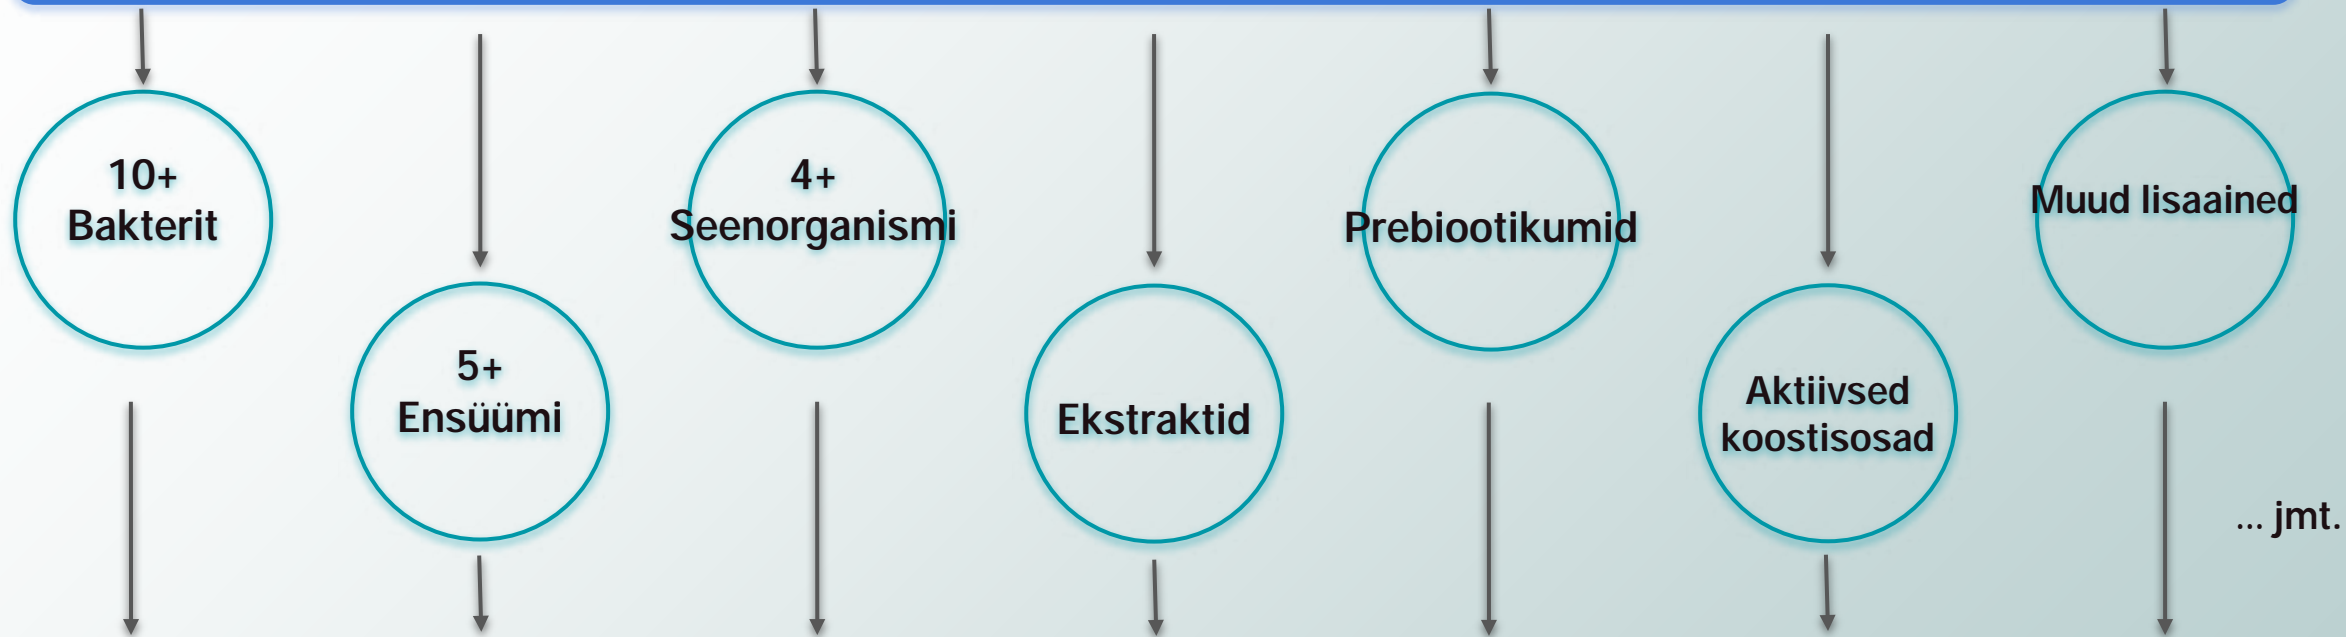 10+
Bakterit
5+
Ensüümi
4+
Seenorganismi
Ekstraktid
Prebiootikumid
Aktiivsed
koostisosad
Muud lisaained
... jmt.